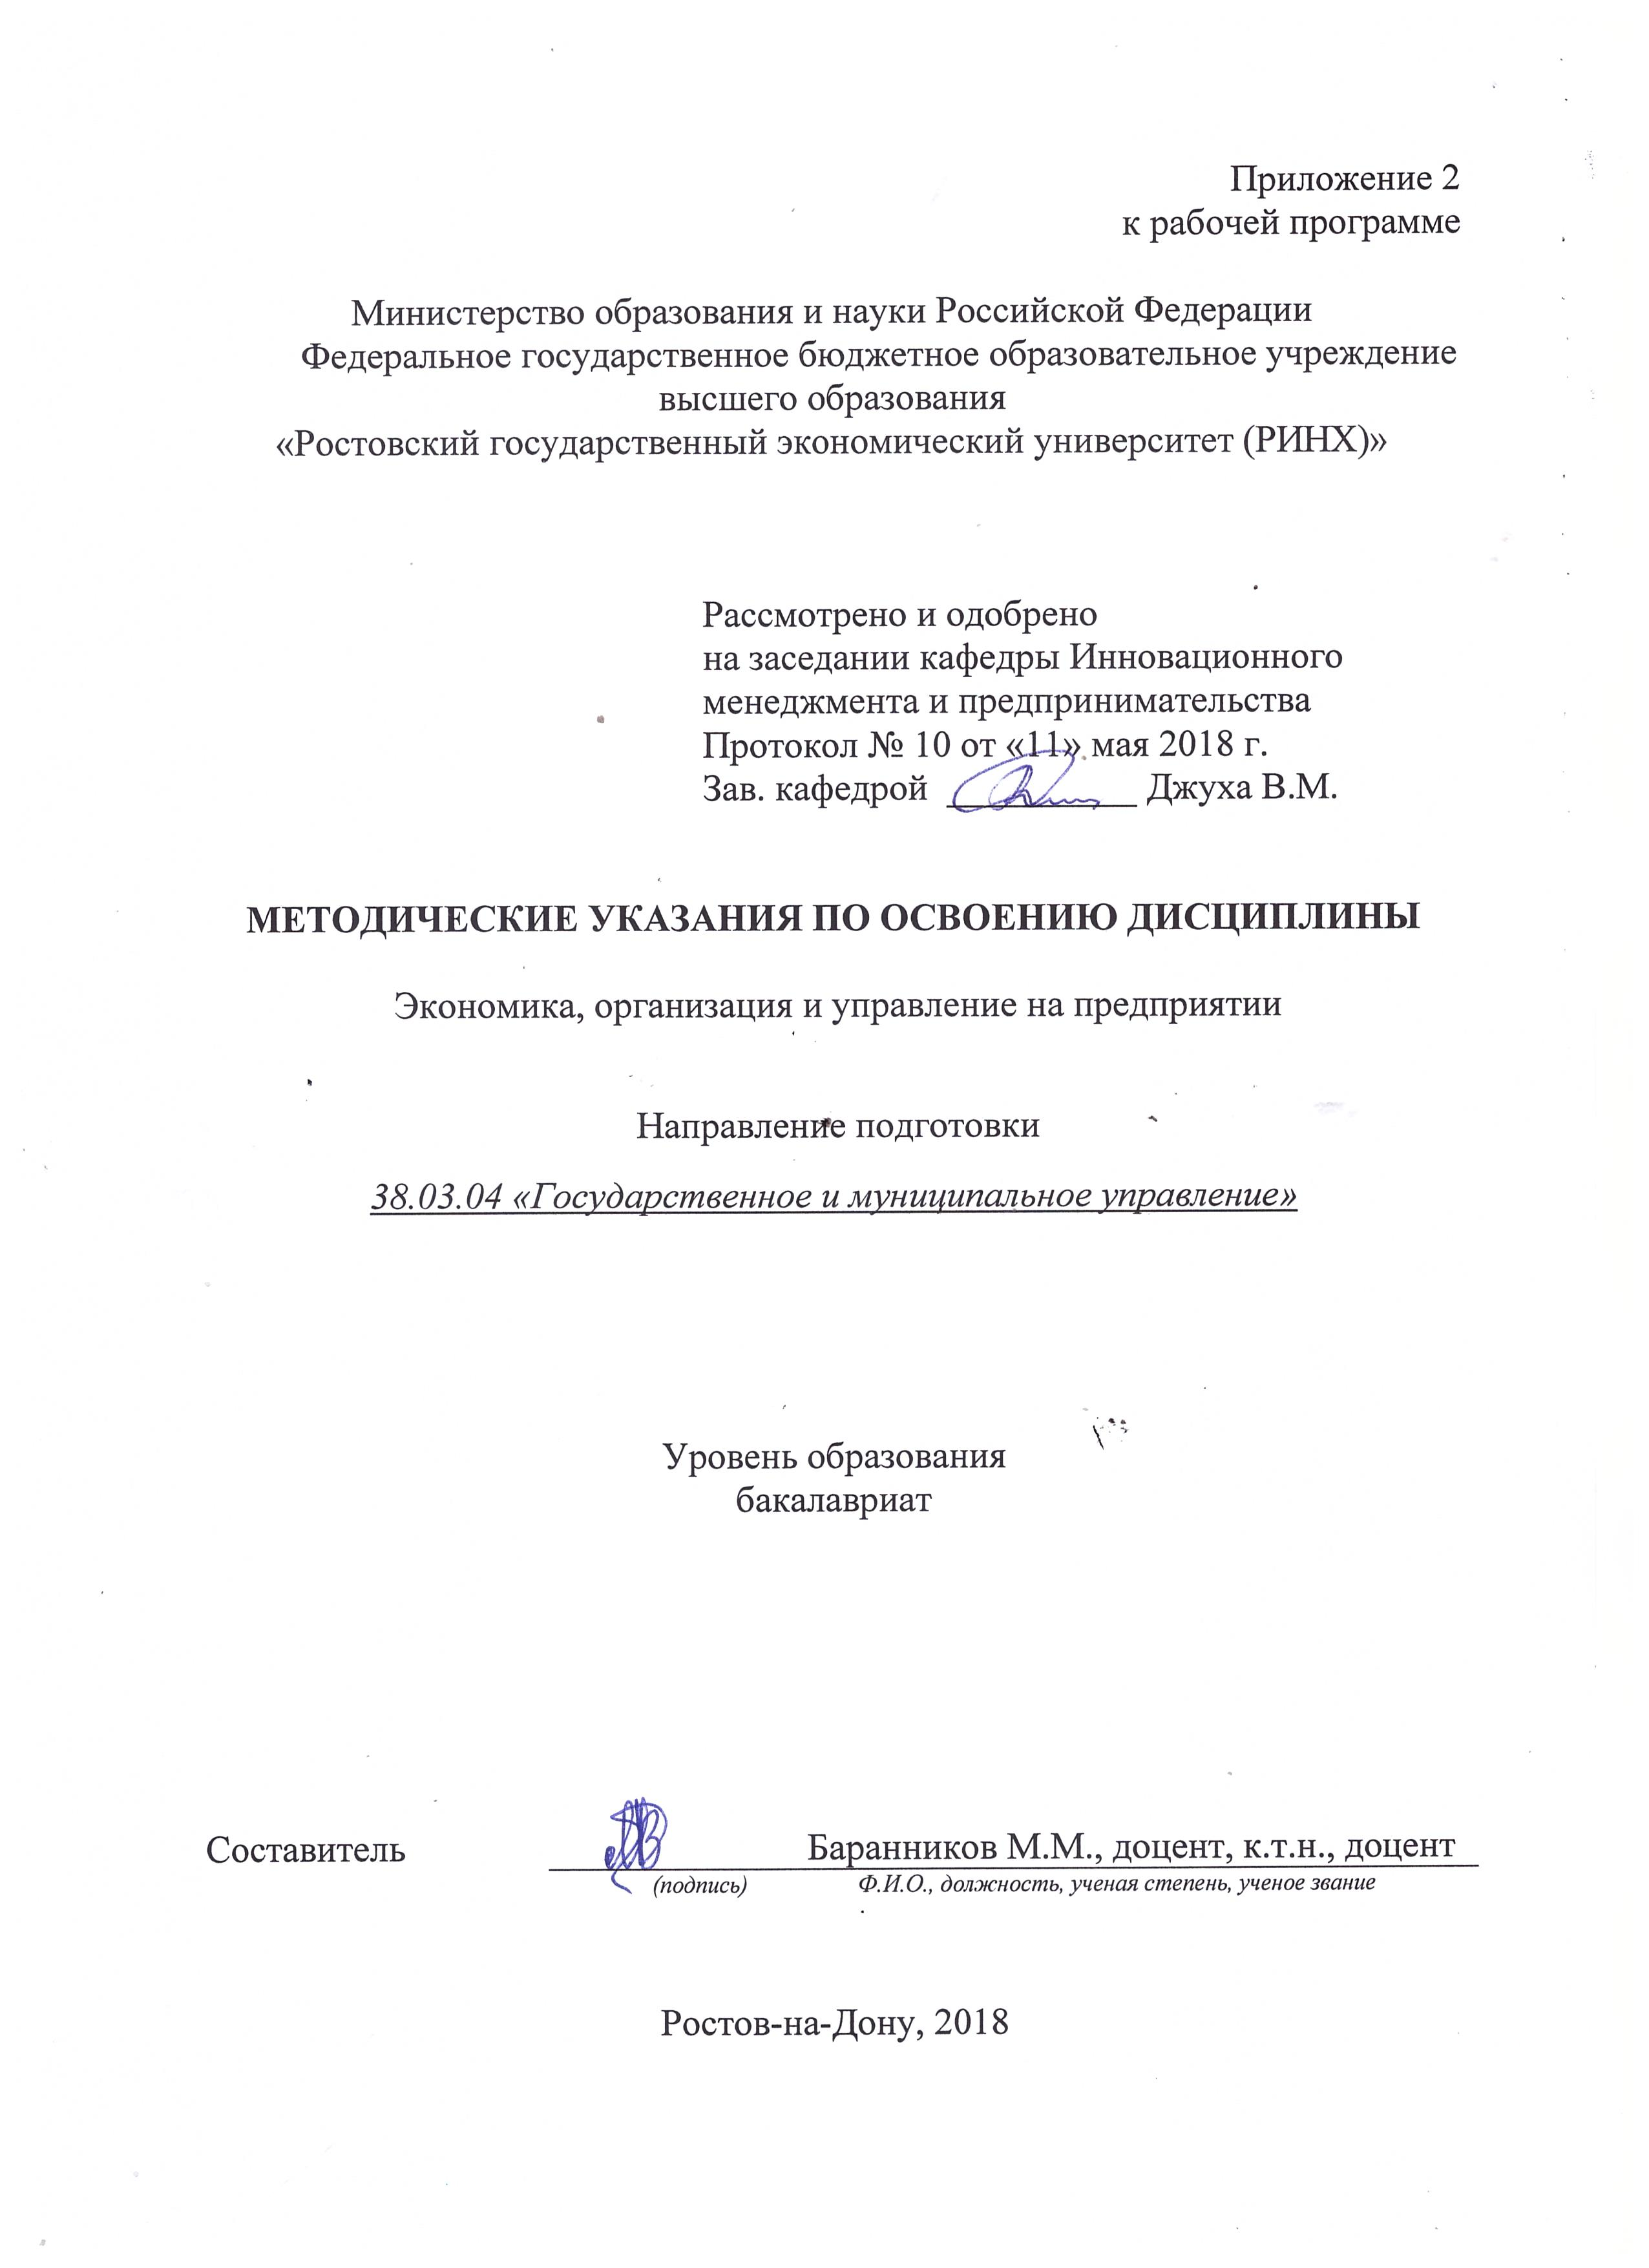 Приложение 2
к рабочей программе
Министерство образования и науки Российской Федерации
Федеральное государственное бюджетное образовательное учреждение
высшего образования
«Ростовский государственный экономический университет (РИНХ)»
Рассмотрено и одобрено
на заседании кафедры Инновационного
менеджмента и предпринимательства
Протокол № 10 от «11» мая 2018 г.
Зав. кафедрой ___________ Джуха В.М.
МЕТОДИЧЕСКИЕ УКАЗАНИЯ ПО ОСВОЕНИЮ ДИСЦИПЛИНЫ
Экономика, организация и управление на предприятии
Направление подготовки
38.03.04 «Государственное и муниципальное управление»
Уровень образования
бакалавриат
Составитель Баранников М.М., доцент, к.т.н., доцент
(подпись) Ф.И.О., должность, ученая степень, ученое звание
Ростов-на-Дону, 2018